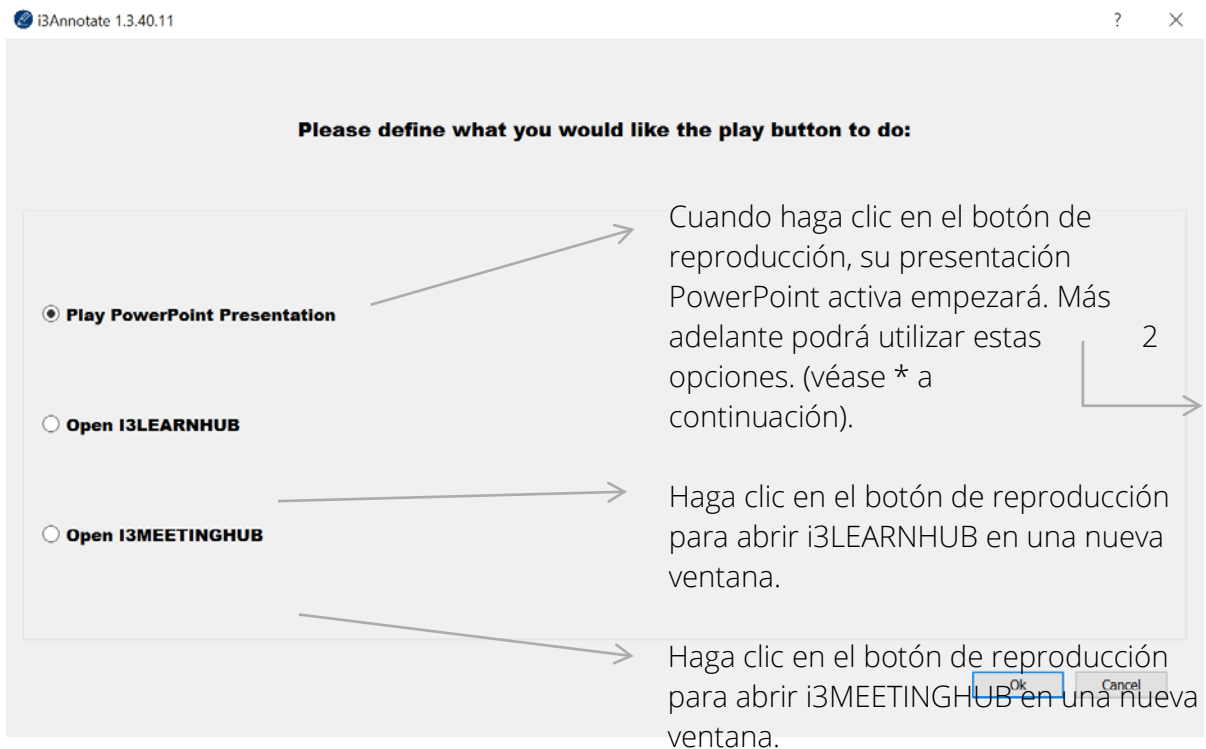 i3Annotate 1.3.40.11
?
Please define what you would like the play button to do:
Cuando haga clic en el botón de
reproducción, su presentación
PowerPoint activa empezará. Más
adelante podrá utilizar estas 2
opciones. (véase * a
continuación).
Play PowerPoint Presentation
Open I3LEARNHUB
Haga clic en el botón de reproducción
para abrir i3LEARNHUB en una nueva
ventana.
Open I3MEETINGHUB
Haga clic en el botón de reproducción
para abrir i3MEETINGHUB en una nueva
ventana.
Ok
Cancel